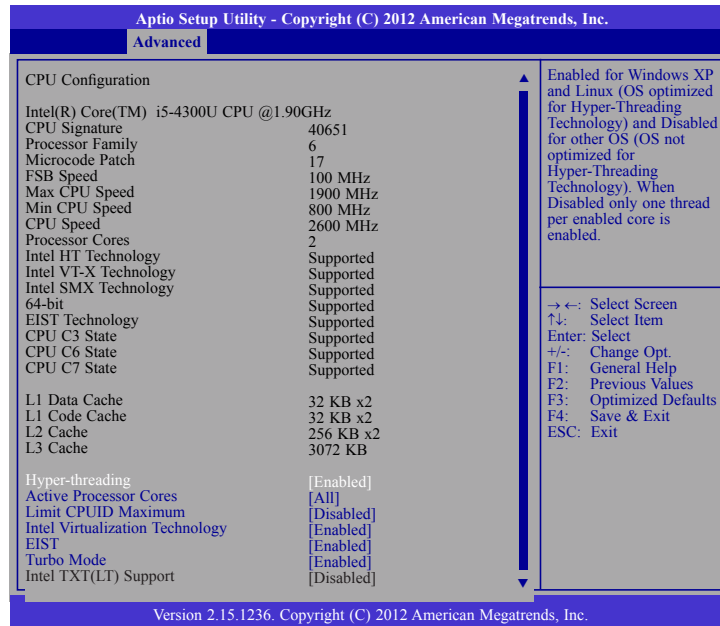 Aptio Setup Utility - Copyright (C) 2012 American Megatrends, Inc.
Advanced
CPU Configuration
Intel(R) Core(TM) i5-4300U CPU @1.90GHz
CPU Signature 40651
Processor Family 6
Microcode Patch 17
FSB Speed 100 MHz
Max CPU Speed 1900 MHz
Min CPU Speed 800 MHz
CPU Speed 2600 MHz
Processor Cores 2
Intel HT Technology Supported
Intel VT-X Technology Supported
Intel SMX Technology Supported
64-bit Supported
EIST Technology Supported
CPU C3 State Supported
CPU C6 State Supported
CPU C7 State Supported
L1 Data Cache 32 KB x2
L1 Code Cache 32 KB x2
L2 Cache 256 KB x2
L3 Cache 3072 KB
Hyper-threading [Enabled]
Active Processor Cores [All]
Limit CPUID Maximum [Disabled]
Intel Virtualization Technology [Enabled]
EIST [Enabled]
Turbo Mode [Enabled]
Intel TXT(LT) Support [Disabled]
Enabled for Windows XP
and Linux (OS optimized
for Hyper-Threading
Technology) and Disabled
for other OS (OS not
optimized for
Hyper-Threading
Technology). When
Disabled only one thread
per enabled core is
enabled.
→←: Select Screen
↑↓: Select Item
Enter: Select
+/-: Change Opt.
F1: General Help
F2: Previous Values
F3: Optimized Defaults
F4: Save & Exit
ESC: Exit
Version 2.15.1236. Copyright (C) 2012 American Megatrends, Inc.